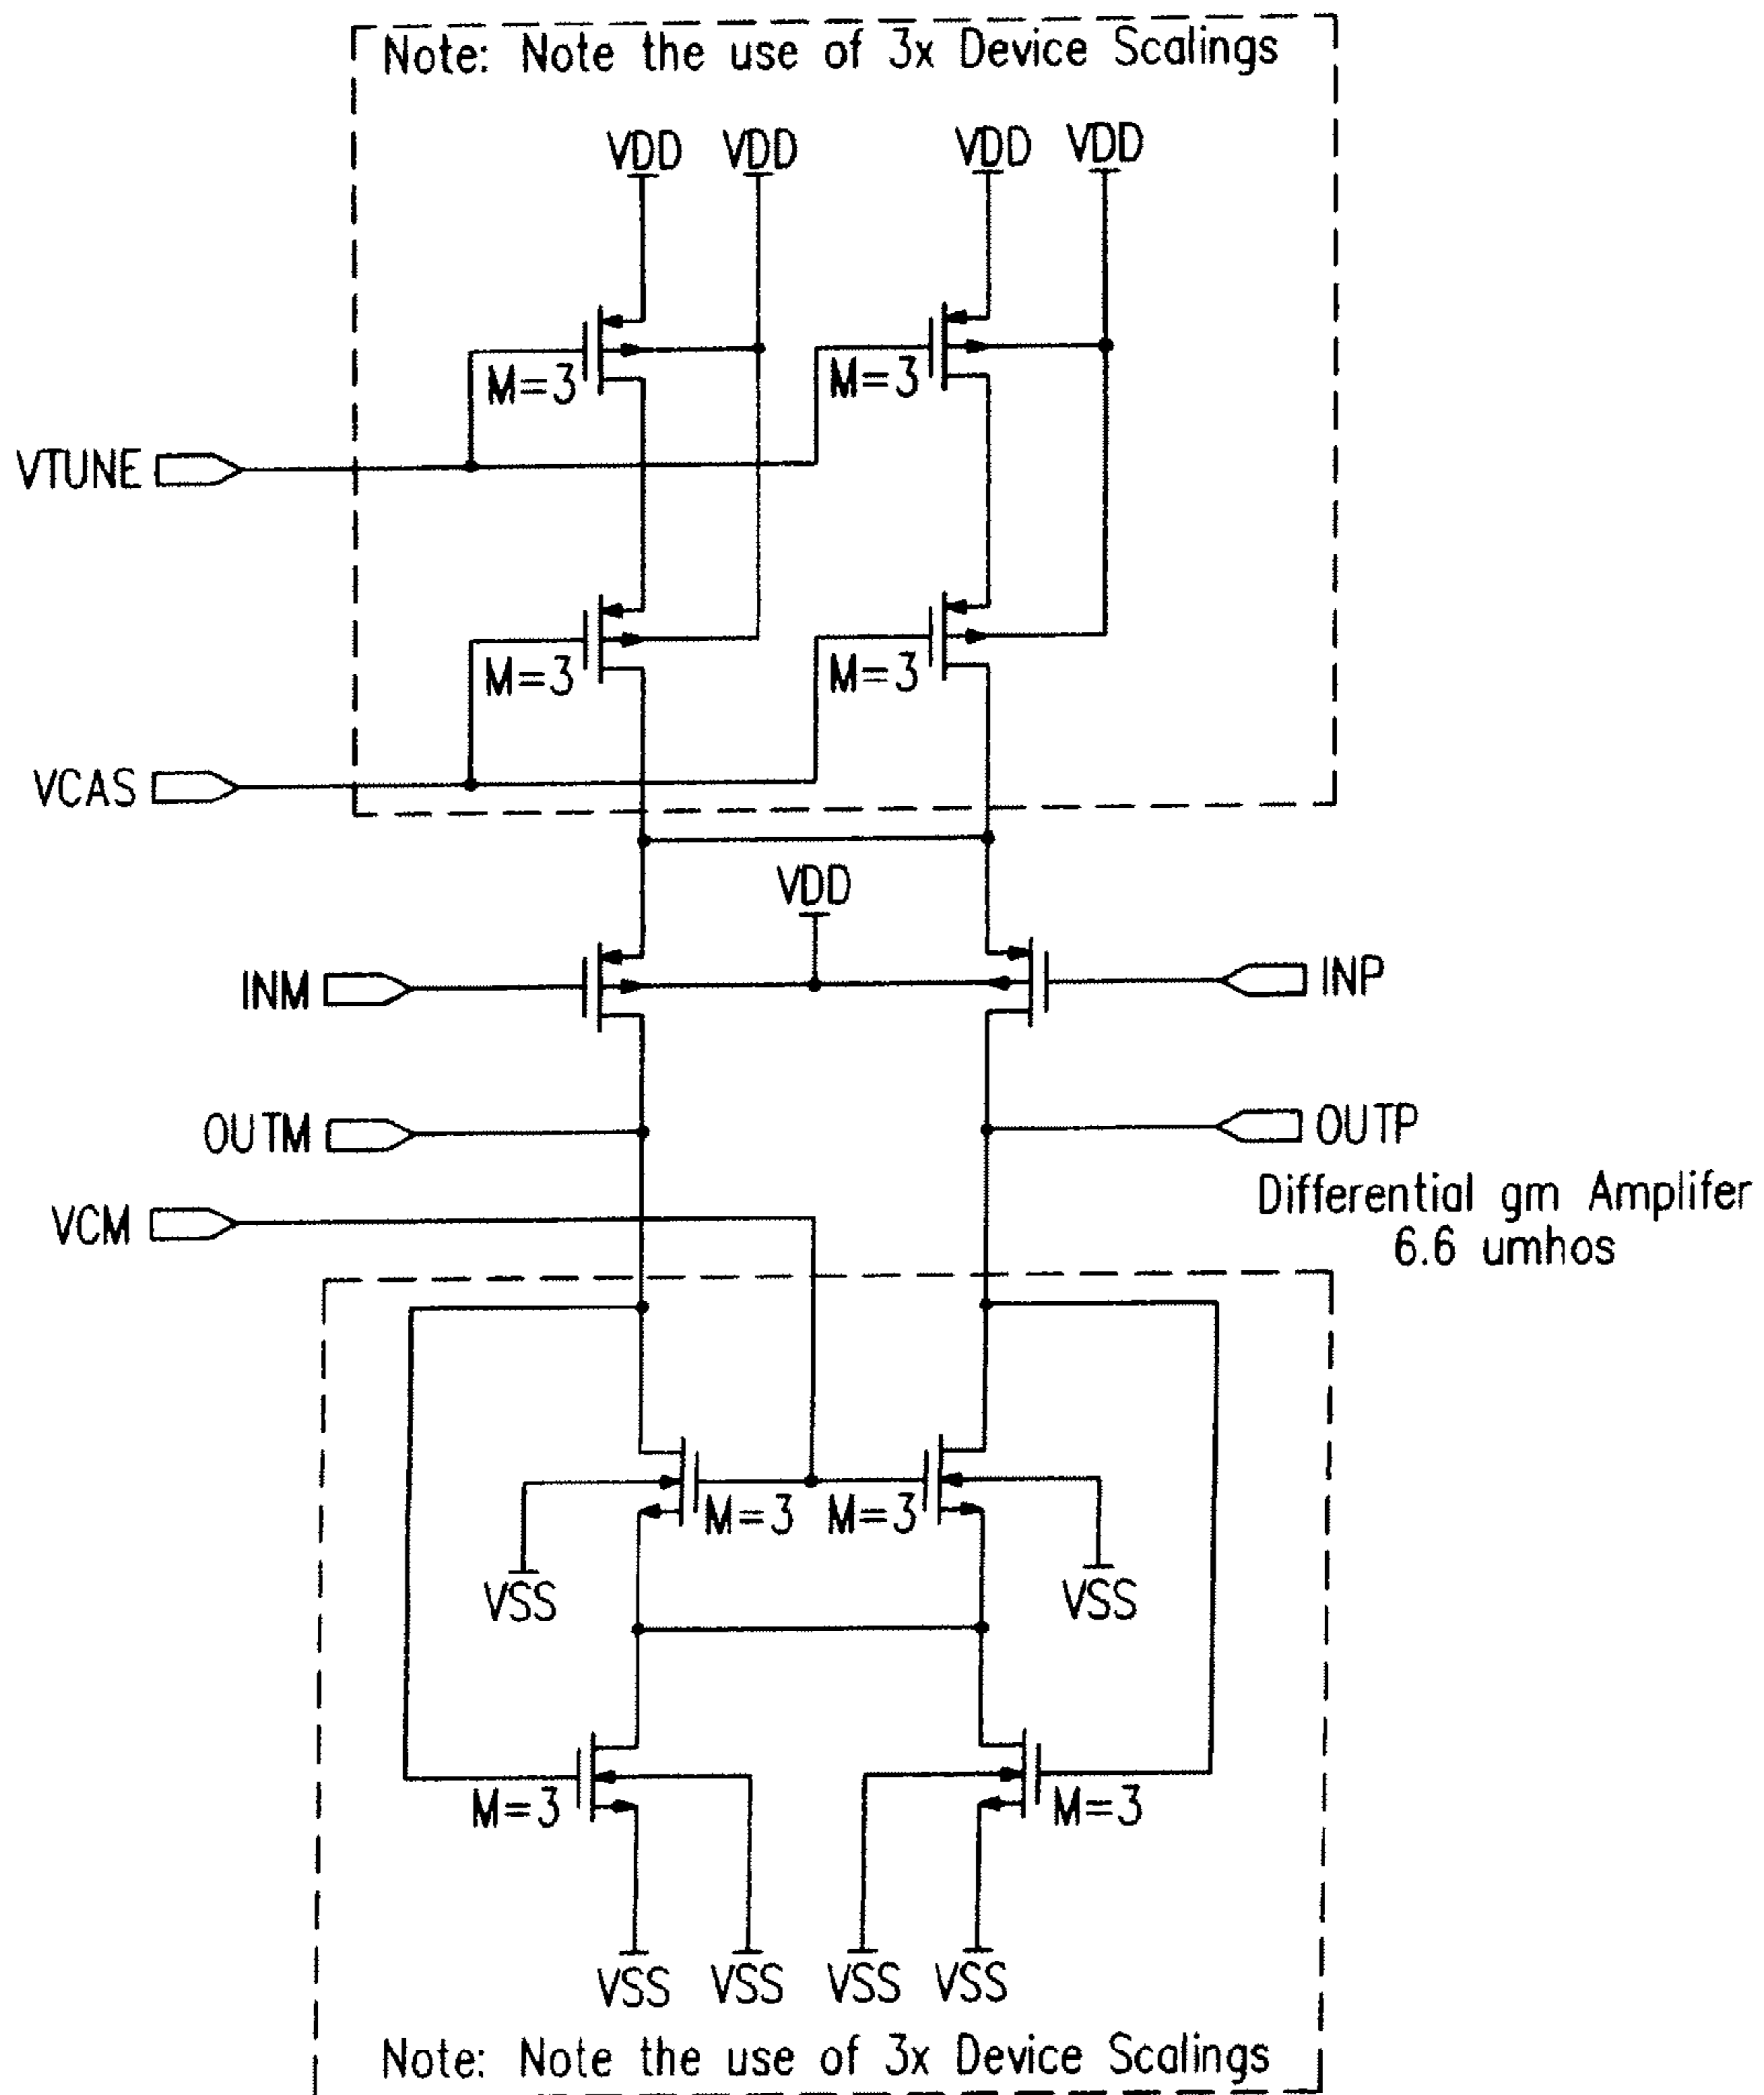 Note: Note the use of 3x Device Scalings
VDD VDD VDD VDD
M=3 M=3
VTUNE
M=3 M=3
VCAS
VDD
INM INP
OUTM OUTP
Differential gm Amplifer
6.6 umhos
VCM
M=3 M=3
VSS VSS
M=3 M=3
VSS VSS VSS VSS
Note: Note the use of 3x Device Scalings